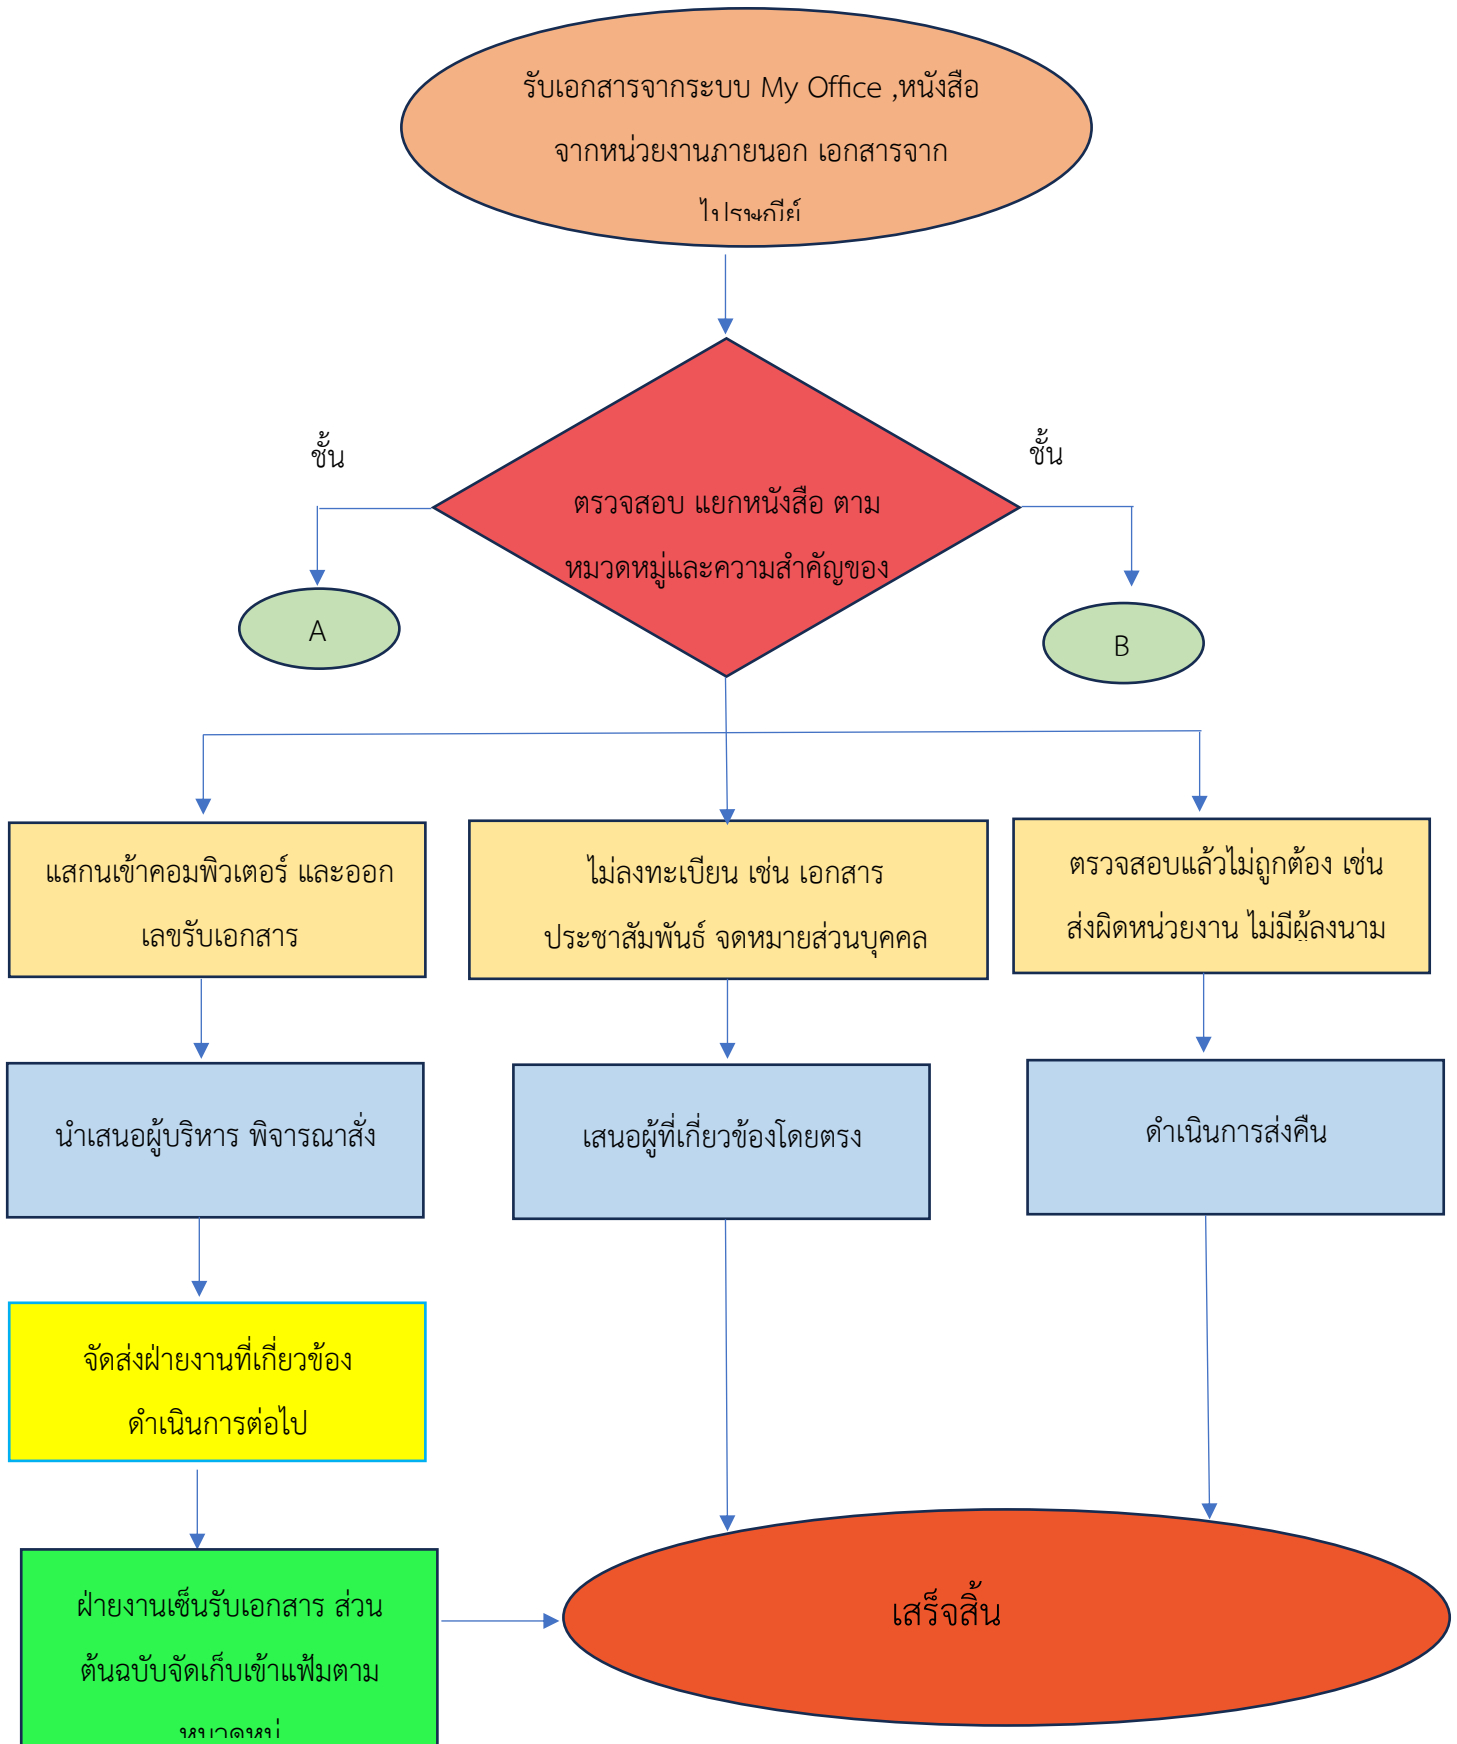 รับเอกสารจากระบบ My Office ,หนังสือ
จากหน่วยงานภายนอก เอกสารจาก
ไปรษณีย์
ชั้น
ชั้น
ตรวจสอบ แยกหนังสือ ตาม
หมวดหมู่และความสำคัญของ
A
B
แสกนเข้าคอมพิวเตอร์ และออก
เลขรับเอกสาร
ไม่ลงทะเบียน เช่น เอกสาร
ประชาสัมพันธ์ จดหมายส่วนบุคคล
ตรวจสอบแล้วไม่ถูกต้อง เช่น
ส่งผิดหน่วยงาน ไม่มีผู้ลงนาม
นำเสนอผู้บริหาร พิจารณาสั่ง
เสนอผู้ที่เกี่ยวข้องโดยตรง
ดำเนินการส่งคืน
จัดส่งฝ่ายงานที่เกี่ยวข้อง
ดำเนินการต่อไป
ฝ่ายงานเซ็นรับเอกสาร ส่วน
ต้นฉบับจัดเก็บเข้าแฟ้มตาม
หมวดหมู่
เสร็จสิ้น